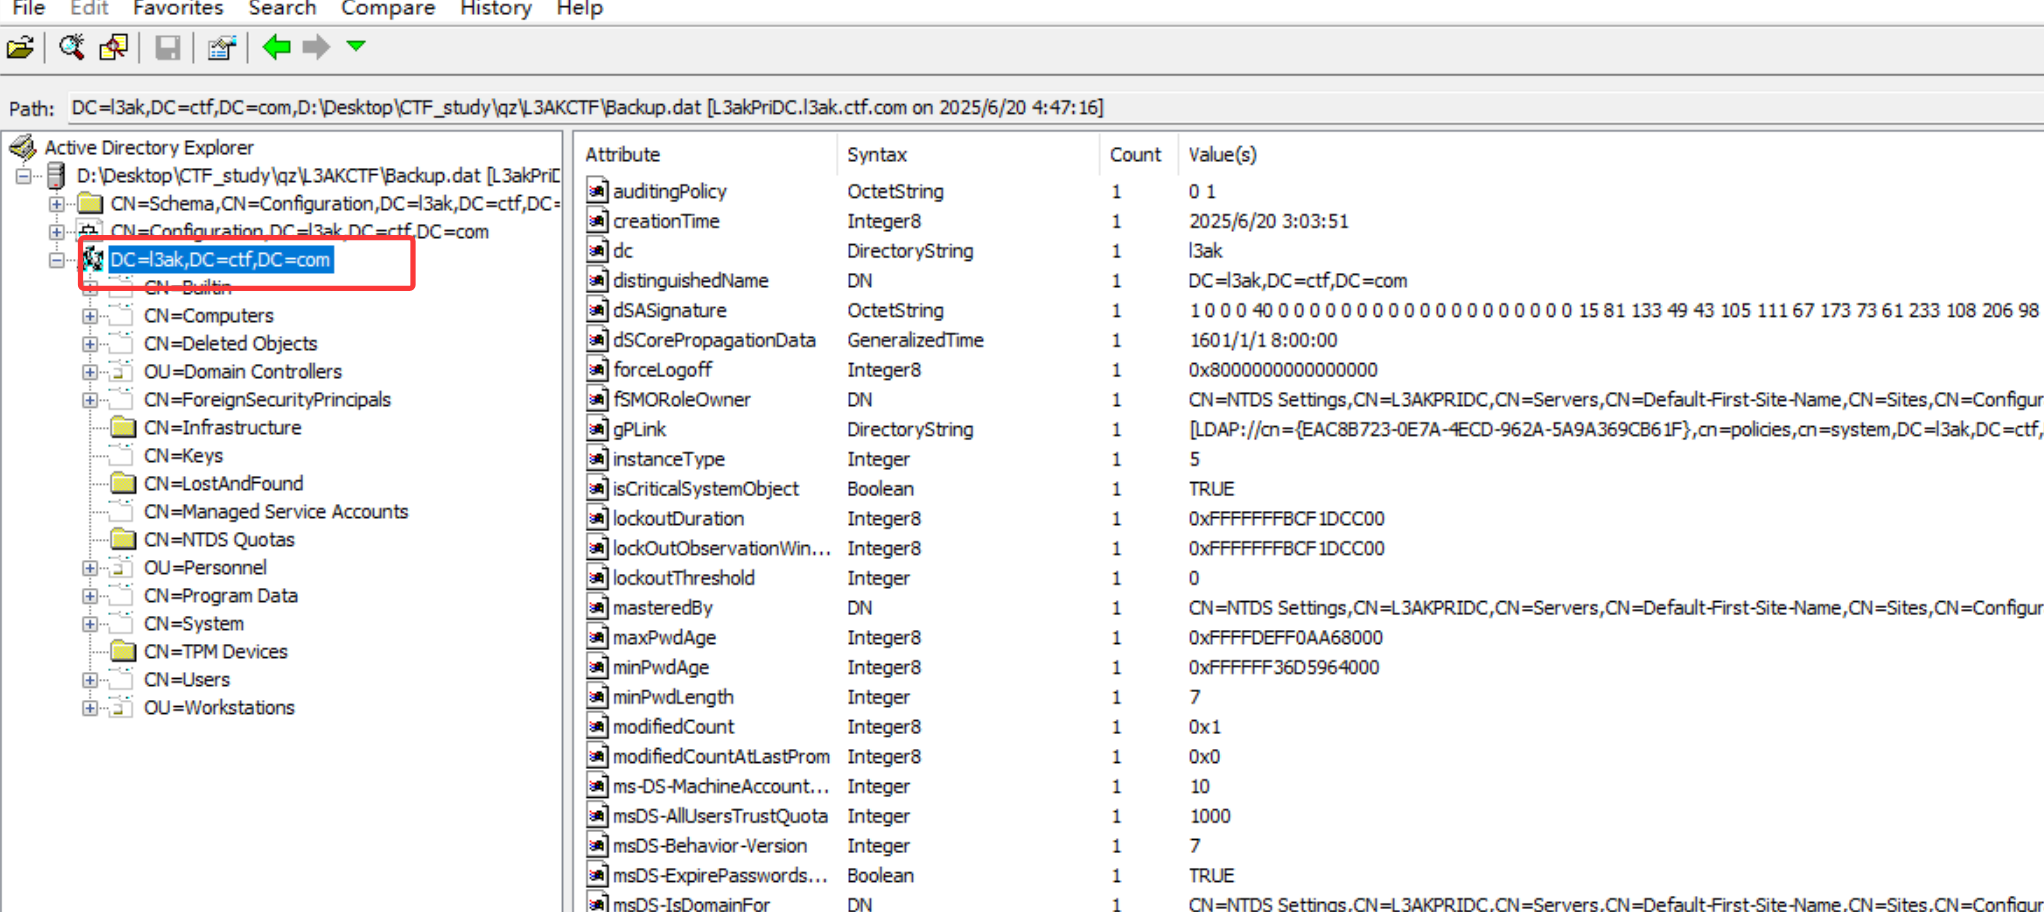 File Edit Favorites Search Compare History Help
Path: DC=l3ak,DC=ctf,DC=com,D:\Desktop\CTF_study\qz\L3AKCTF\Backup.dat [L3akPriDC.l3ak.ctf.com on 2025/6/20 4:47:16]
Active Directory Explorer
D:\Desktop\CTF_study\qz\L3AKCTF\Backup.dat [L3akPriD
CN=Schema,CN=Configuration,DC=l3ak,DC=ctf,DC=
CN=Configuration,DC=l3ak,DC=ctf,DC=com
DC=l3ak,DC=ctf,DC=com
CN=Builtin
CN=Computers
CN=Deleted Objects
OU=Domain Controllers
CN=ForeignSecurityPrincipals
CN=Infrastructure
CN=Keys
CN=LostAndFound
CN=Managed Service Accounts
CN=NTDS Quotas
OU=Personnel
CN=Program Data
CN=System
CN=TPM Devices
CN=Users
OU=Workstations
Attribute Syntax Count Value(s)
auditingPolicy OctetString 1 0 1
creationTime Integer8 1 2025/6/20 3:03:51
dc DirectoryString 1 l3ak
distinguishedName DN 1 DC=l3ak,DC=ctf,DC=com
dSASignature OctetString 1 1 0 0 0 40 0 0 0 0 0 0 0 0 0 0 0 0 0 0 0 0 0 0 0 15 81 133 49 43 105 111 67 173 73 61 233 108 206 98
dSCorePropagationData GeneralizedTime 1 1601/1/1 8:00:00
forceLogoff Integer8 1 0x8000000000000000
fSMORoleOwner DN 1 CN=NTDS Settings,CN=L3AKPRIDC,CN=Servers,CN=Default-First-Site-Name,CN=Sites,CN=Configur
gPLink DirectoryString 1 [LDAP://cn={EAC8B723-0E7A-4ECD-962A-5A9A369CB61F},cn=policies,cn=system,DC=l3ak,DC=ctf,
instanceType Integer 1 5
isCriticalSystemObject Boolean 1 TRUE
lockoutDuration Integer8 1 0xFFFFFFFBCF1DCC00
lockOutObservationWin... Integer8 1 0xFFFFFFFBCF1DCC00
lockoutThreshold Integer 1 0
masteredBy DN 1 CN=NTDS Settings,CN=L3AKPRIDC,CN=Servers,CN=Default-First-Site-Name,CN=Sites,CN=Configur
maxPwdAge Integer8 1 0xFFFFDEFF0AA68000
minPwdAge Integer8 1 0xFFFFFF36D5964000
minPwdLength Integer 1 7
modifiedCount Integer8 1 0x1
modifiedCountAtLastProm Integer8 1 0x0
ms-DS-MachineAccount... Integer 1 10
msDS-AllUsersTrustQuota Integer 1 1000
msDS-Behavior-Version Integer 1 7
msDS-ExpirePasswords... Boolean 1 TRUE
msDS-IsDomainFor DN 1 CN=NTDS Settings,CN=L3AKPRIDC,CN=Servers,CN=Default-First-Site-Name,CN=Sites,CN=Configur